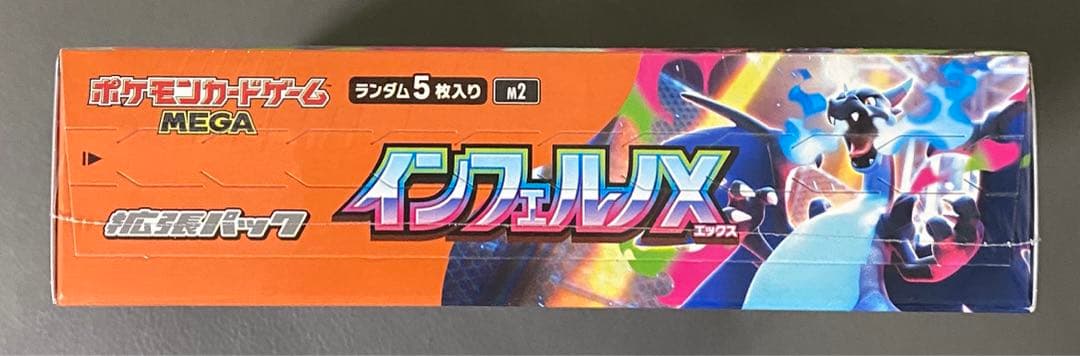 ポケモンカードゲーム
MEGA
ランダム5枚入り
M2
インフェルノX
エックス
拡張パック